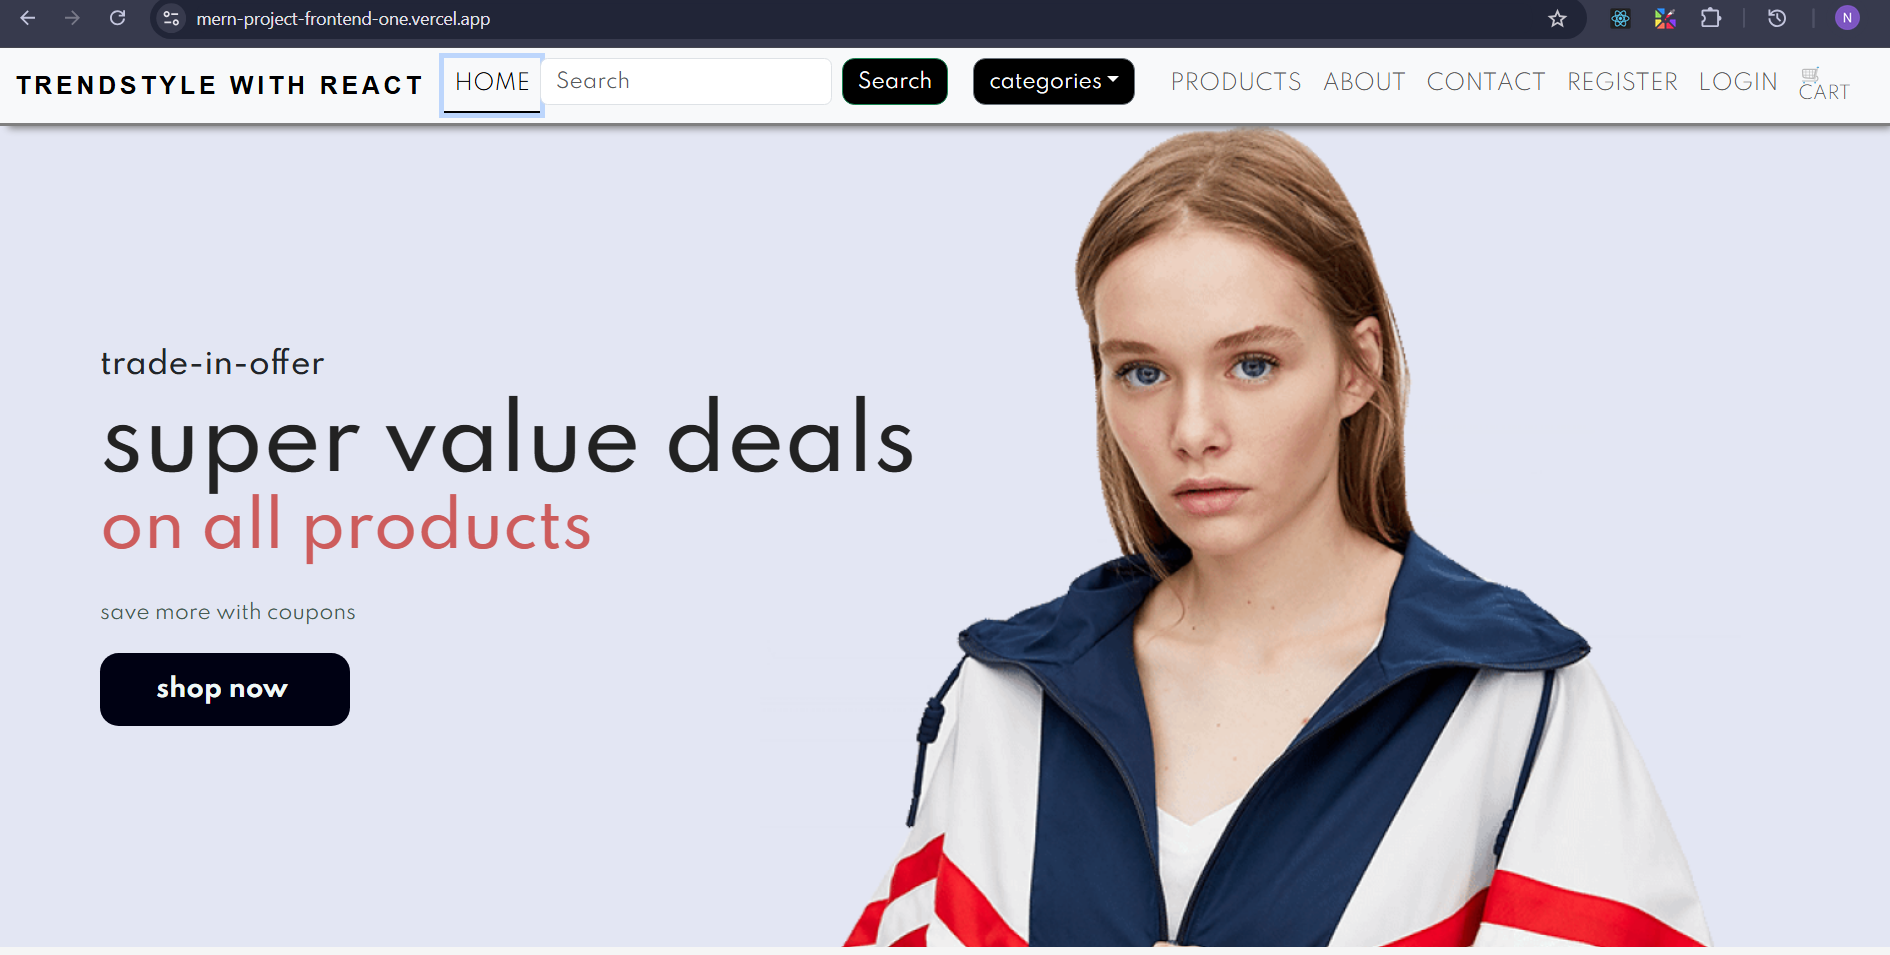 mern-project-frontend-one.vercel.app
N
TRENDSTYLE WITH REACT HOME Search Search categories PRODUCTS ABOUT CONTACT REGISTER LOGIN CART
trade-in-offer
super value deals
on all products
save more with coupons
shop now